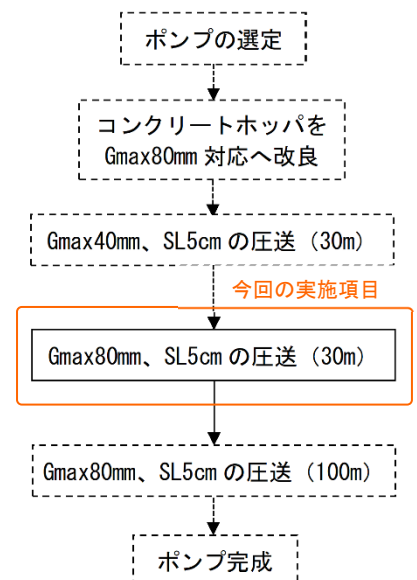 ポンプの選定
コンクリートホッパを
Gmax80mm 対応へ改良
Gmax40mm、SL5cm の圧送（30m）
今回の実施項目
Gmax80mm、SL5cm の圧送（30m）
Gmax80mm、SL5cm の圧送（100m）
ポンプ完成